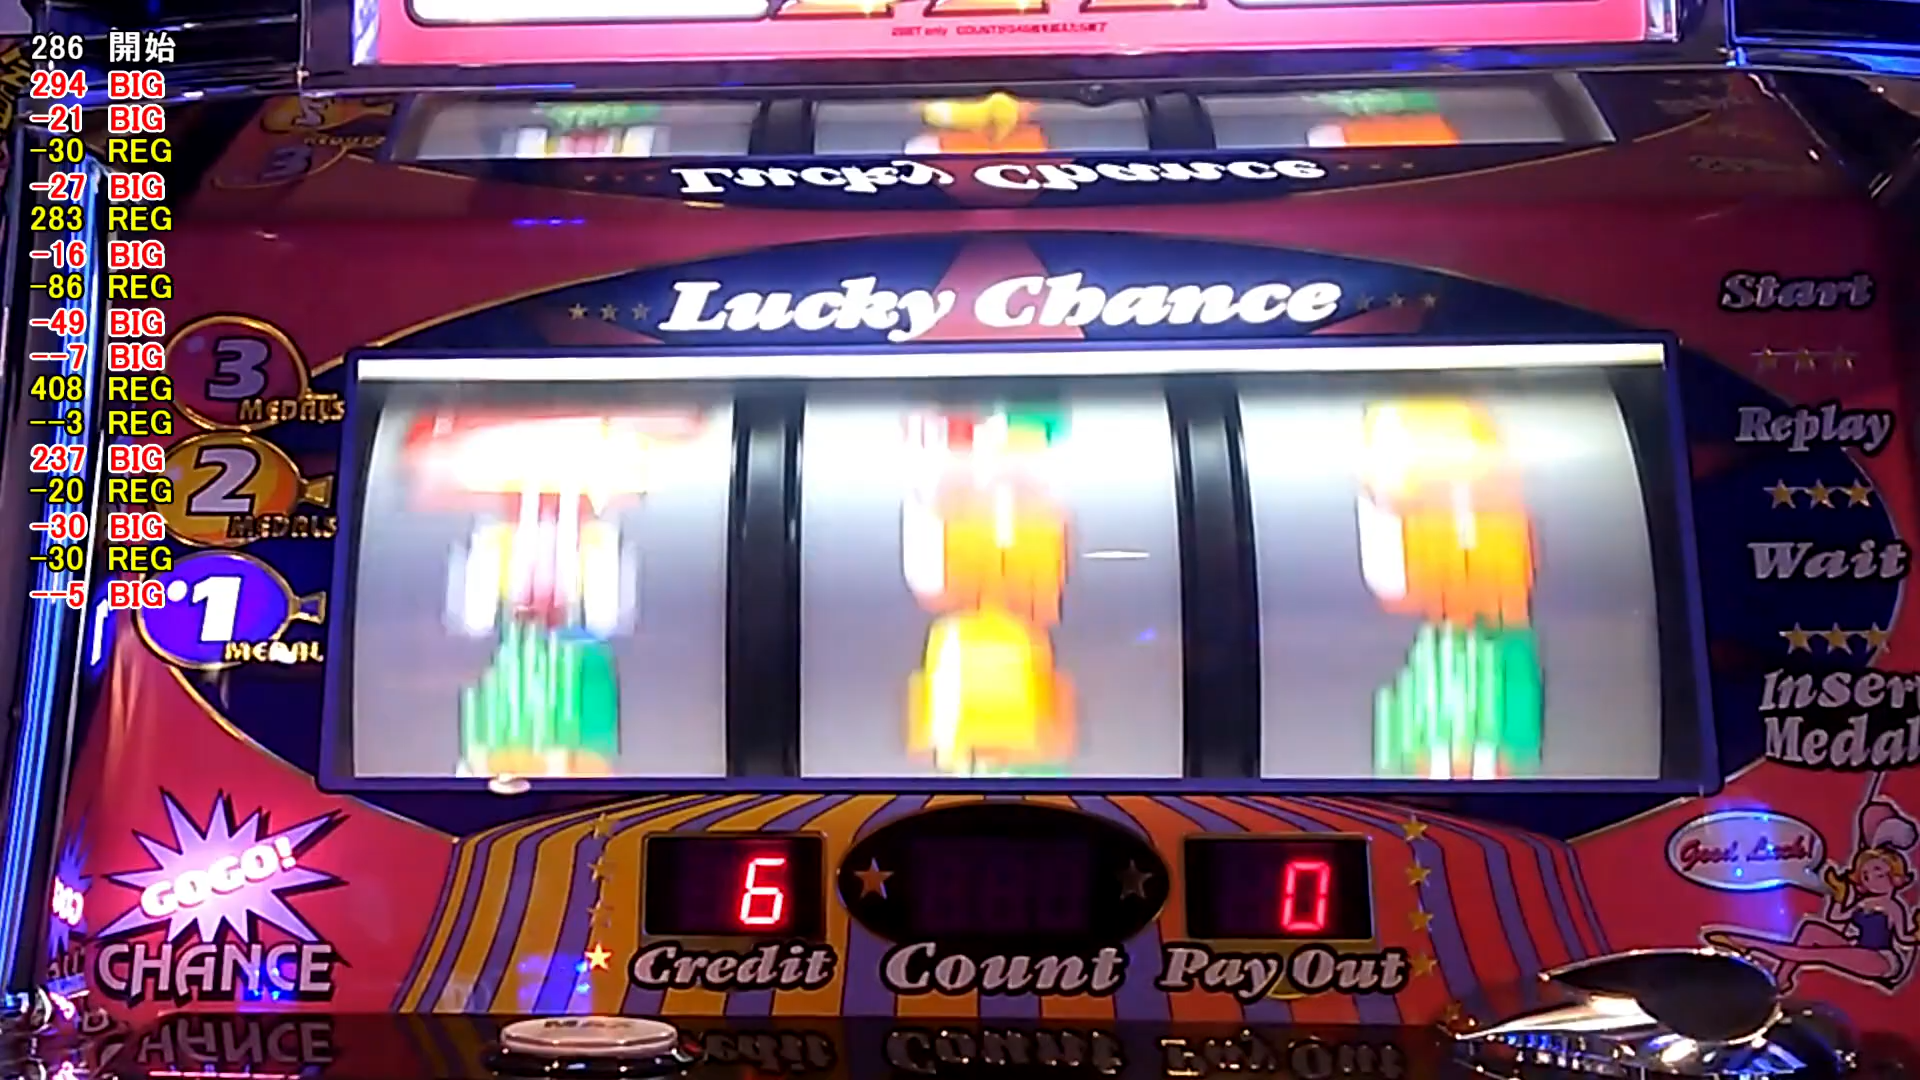 286 開始
294 BIG
-21 BIG
-30 REG
-27 BIG
283 REG
-16 BIG
-86 REG
-49 BIG
--7 BIG
408 REG
--3 REG
237 BIG
-20 REG
-30 BIG
-30 REG
--5 BIG
Lucky Chance
Lucky Chance
3 MEDALS
2 MEDALS
1 MEDAL
Start
Replay
Wait
Insert
Medal
GOGO!
CHANCE
Good Luck!
6
0
Credit
Count
Pay Out